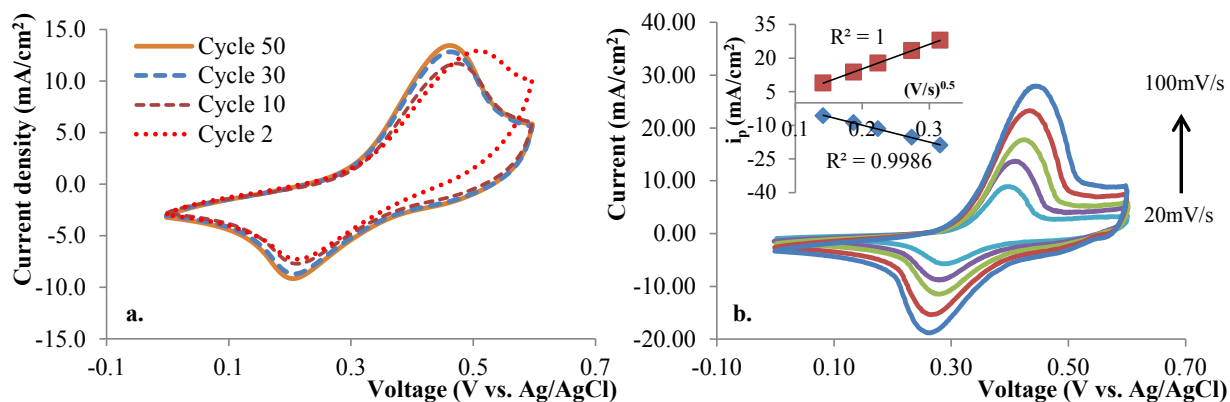 15.0
10.0
5.0
0.0
-5.0
-10.0
-15.0
Current density (mA/cm²)
Cycle 50
Cycle 30
Cycle 10
Cycle 2
a.
-0.1
0.1
0.3
0.5
0.7
Voltage (V vs. Ag/AgCl)
40.00
30.00
20.00
10.00
0.00
-10.00
-20.00
Current (mA/cm²)
35
25
15
5
-10
-25
-40
iₚ,(mA/cm²)
R² = 1
(V/s)⁰·⁵
0.1
0.2
0.3
R² = 0.9986
100mV/s
20mV/s
b.
-0.10
0.10
0.30
0.50
0.70
Voltage (V vs. Ag/AgCl)